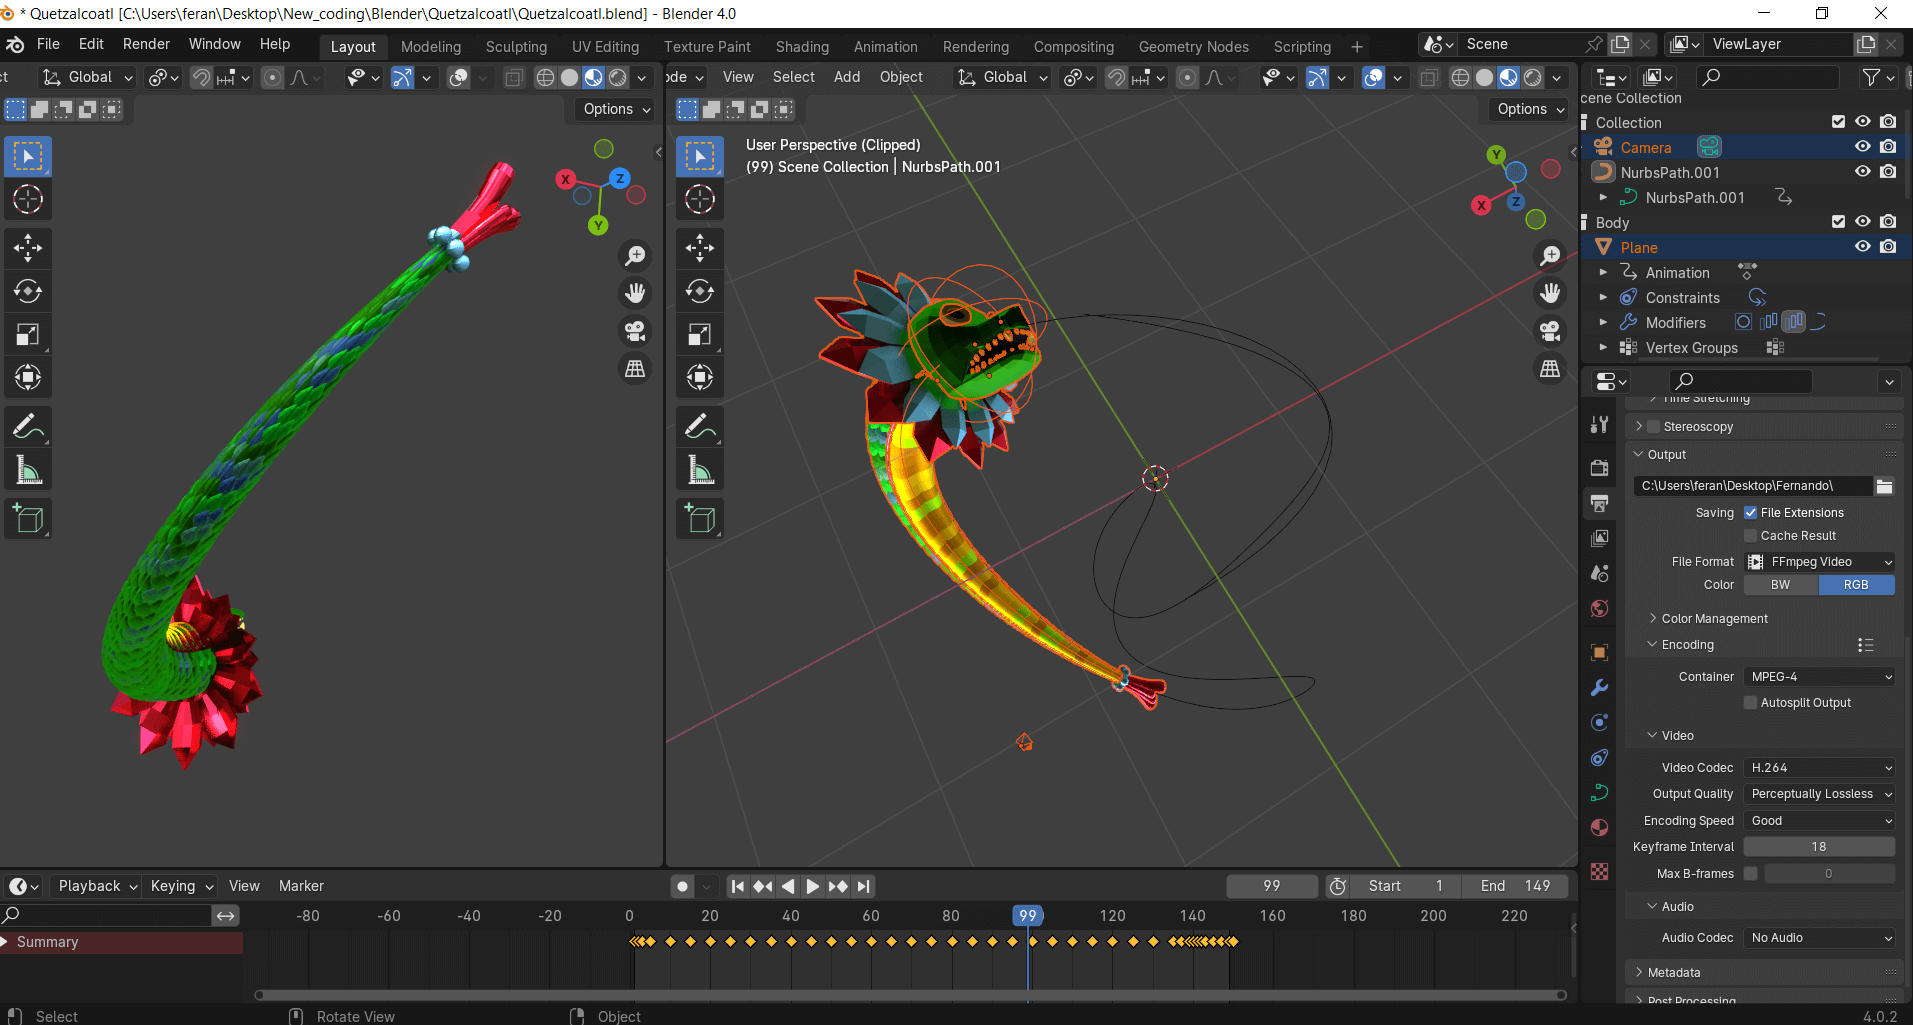 * Quetzalcoatl [C:\Users\feran\Desktop\New_coding\Blender\Quetzalcoatl\Quetzalcoatl.blend] - Blender 4.0
File Edit Render Window Help Layout Modeling Sculpting UV Editing Texture Paint Shading Animation Rendering Compositing Geometry Nodes Scripting + Scene ViewLayer
ct Global ode View Select Add Object Global
Options Options
User Perspective (Clipped)
(99) Scene Collection | NurbsPath.001
X Z Y
Y X Z
cene Collection
Collection
Camera
NurbsPath.001
NurbsPath.001
Body
Plane
Animation
Constraints
Modifiers
Vertex Groups
Time Stretching
Stereoscopy
Output
C:\Users\feran\Desktop\Fernando\
Saving File Extensions
Cache Result
File Format FFmpeg Video
Color BW RGB
Color Management
Encoding
Container MPEG-4
Autosplit Output
Video
Video Codec H.264
Output Quality Perceptually Lossless
Encoding Speed Good
Keyframe Interval 18
Max B-frames 0
Audio
Audio Codec No Audio
Metadata
Post Processing
Playback Keying View Marker 99 Start 1 End 149
-80 -60 -40 -20 0 20 40 60 80 99 120 140 160 180 200 220
Summary
Select Rotate View Object 4.0.2